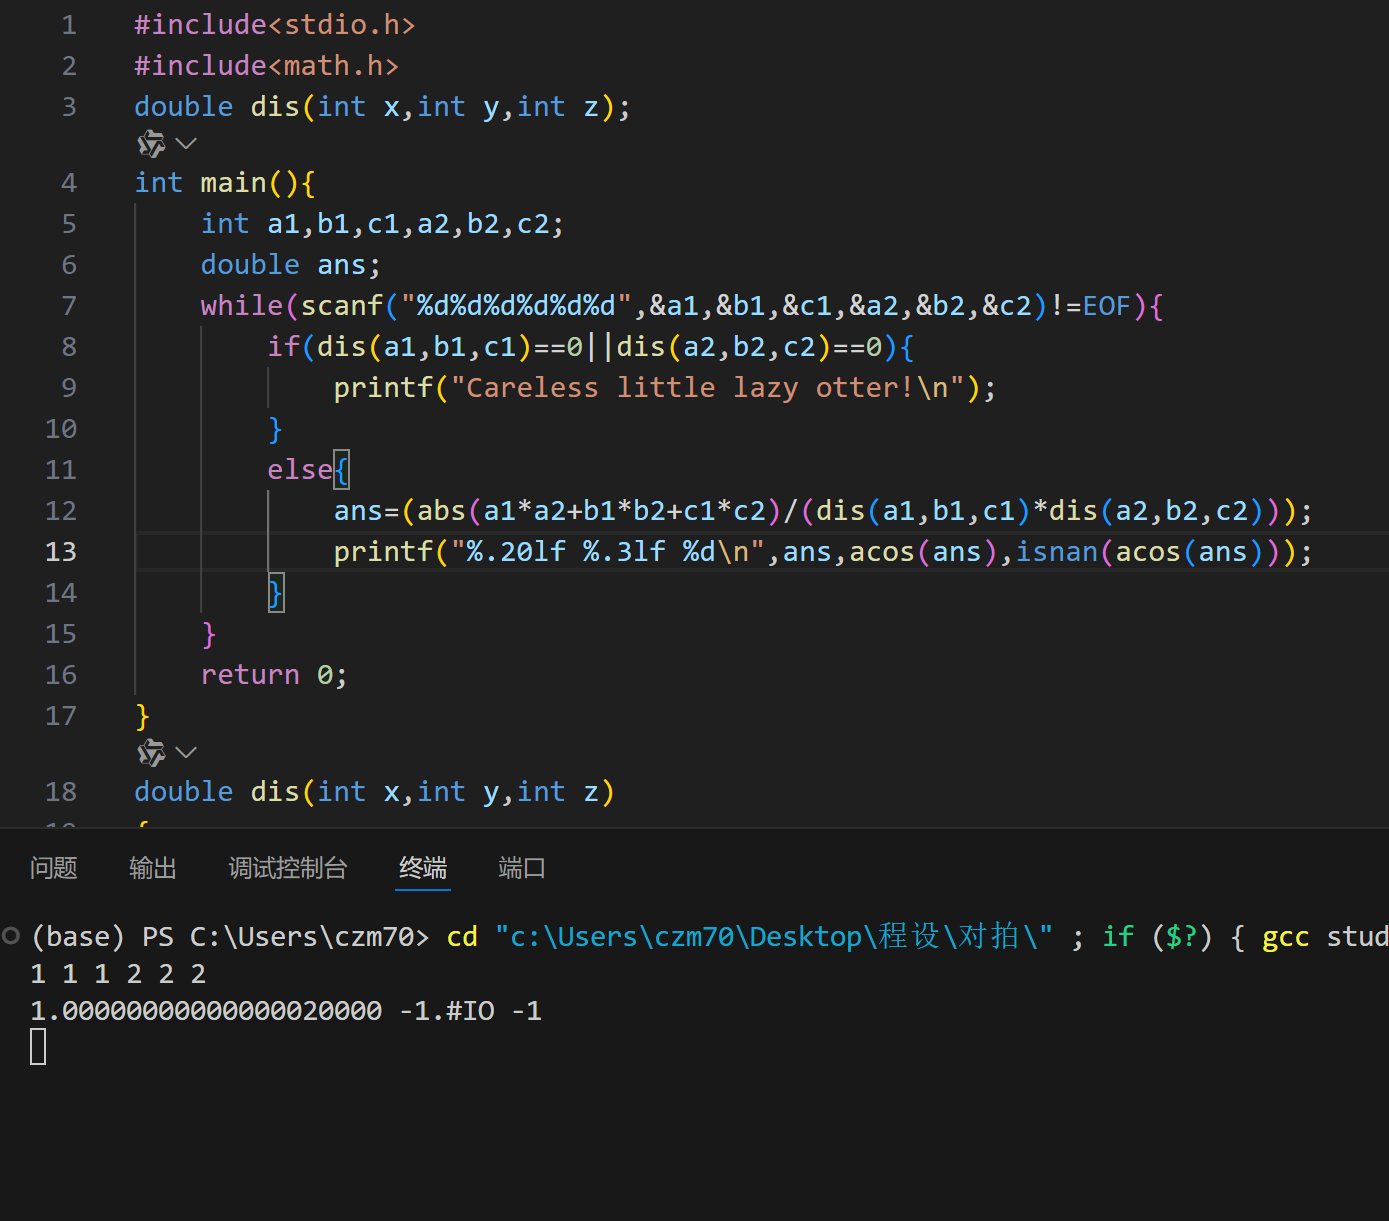 1 #include<stdio.h>
2 #include<math.h>
3 double dis(int x,int y,int z);
4 int main(){
5 int a1,b1,c1,a2,b2,c2;
6 double ans;
7 while(scanf("%d%d%d%d%d%d",&a1,&b1,&c1,&a2,&b2,&c2)!=EOF){
8 if(dis(a1,b1,c1)==0||dis(a2,b2,c2)==0){
9 printf("Careless little lazy otter!\n");
10 }
11 else{
12 ans=(abs(a1*a2+b1*b2+c1*c2)/(dis(a1,b1,c1)*dis(a2,b2,c2)));
13 printf("%.20lf %.3lf %d\n",ans,acos(ans),isnan(acos(ans)));
14 }
15 }
16 return 0;
17 }
18 double dis(int x,int y,int z)
问题 输出 调试控制台 终端 端口
(base) PS C:\Users\czm70> cd "c:\Users\czm70\Desktop\程设\对拍\" ; if ($?) { gcc stud
1 1 1 2 2 2
1.00000000000000020000 -1.#IO -1